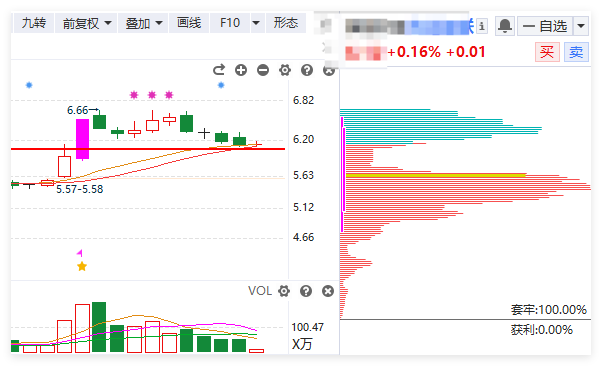 九转 前复权 叠加 画线 F10 形态
一 自选
+0.16% +0.01 买 卖
6.82
6.66→
6.20
5.63
5.57-5.58
5.12
4.66
VOL
套牢:100.00%
100.47
获利:0.00%
X万